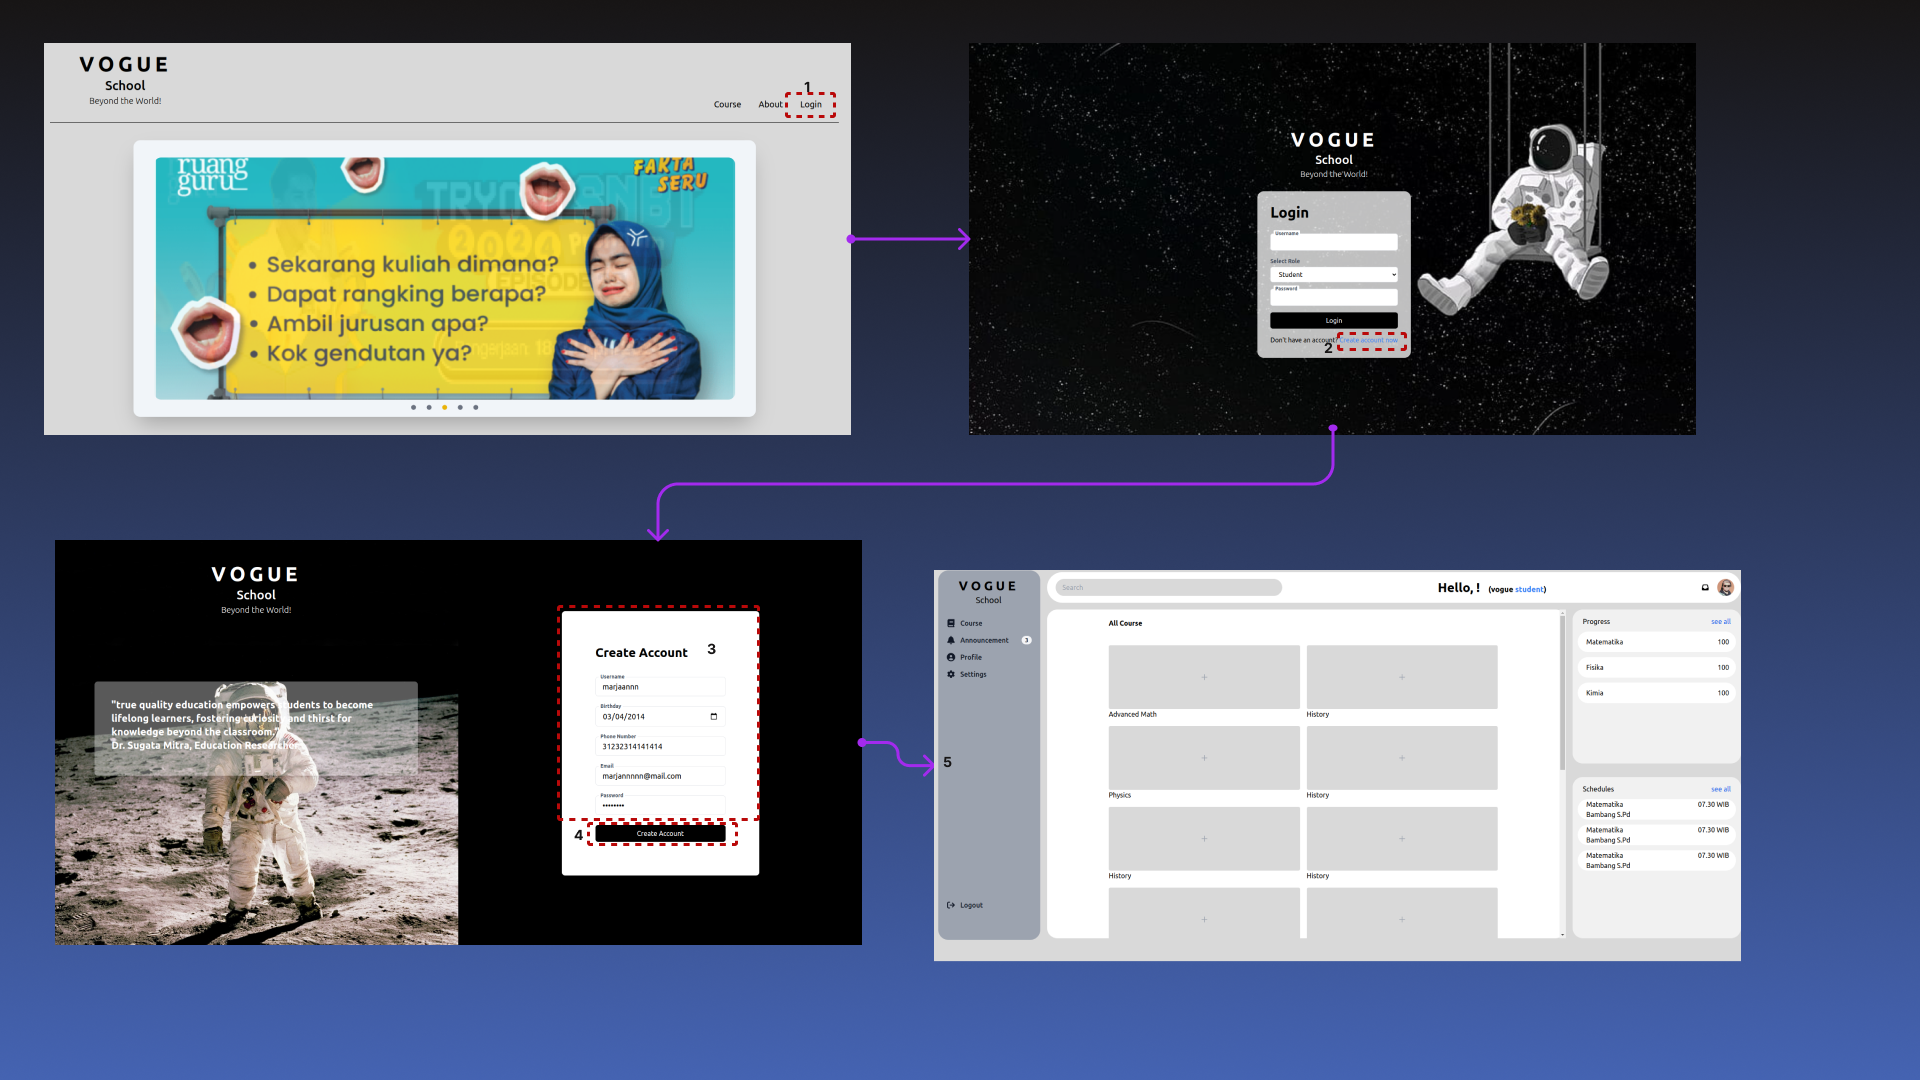 VOGUE
School
Beyond the World!
1
Course About Login
ruang
guru
FAKTA
SERU
TRYOUT SNBT
2024
EPISODE
• Sekarang kuliah dimana?
• Dapat rangking berapa?
• Ambil jurusan apa?
• Kok gendutan ya?
VOGUE
School
Beyond the World!
Login
Username
Select Role
Student
Password
Login
Don't have an account? Create account now
2
VOGUE
School
Beyond the World!
"true quality education empowers students to become
lifelong learners, fostering curiosity and thirst for
knowledge beyond the classroom."
Dr. Sugata Mitra, Education Researcher
Create Account
3
Username
marjaannn
Birthday
03/04/2014
Phone Number
31232314141414
Email
marjannnnn@mail.com
Password
••••••••
4
Create Account
VOGUE
School
Course
Announcement 3
Profile
Settings
5
Logout
Search
Hello, ! (vogue student)
All Course
+ +
Advanced Math History
+ +
Physics History
+ +
History History
+ +
Progress see all
Matematika 100
Fisika 100
Kimia 100
Schedules see all
Matematika 07.30 WIB
Bambang S.Pd
Matematika 07.30 WIB
Bambang S.Pd
Matematika 07.30 WIB
Bambang S.Pd